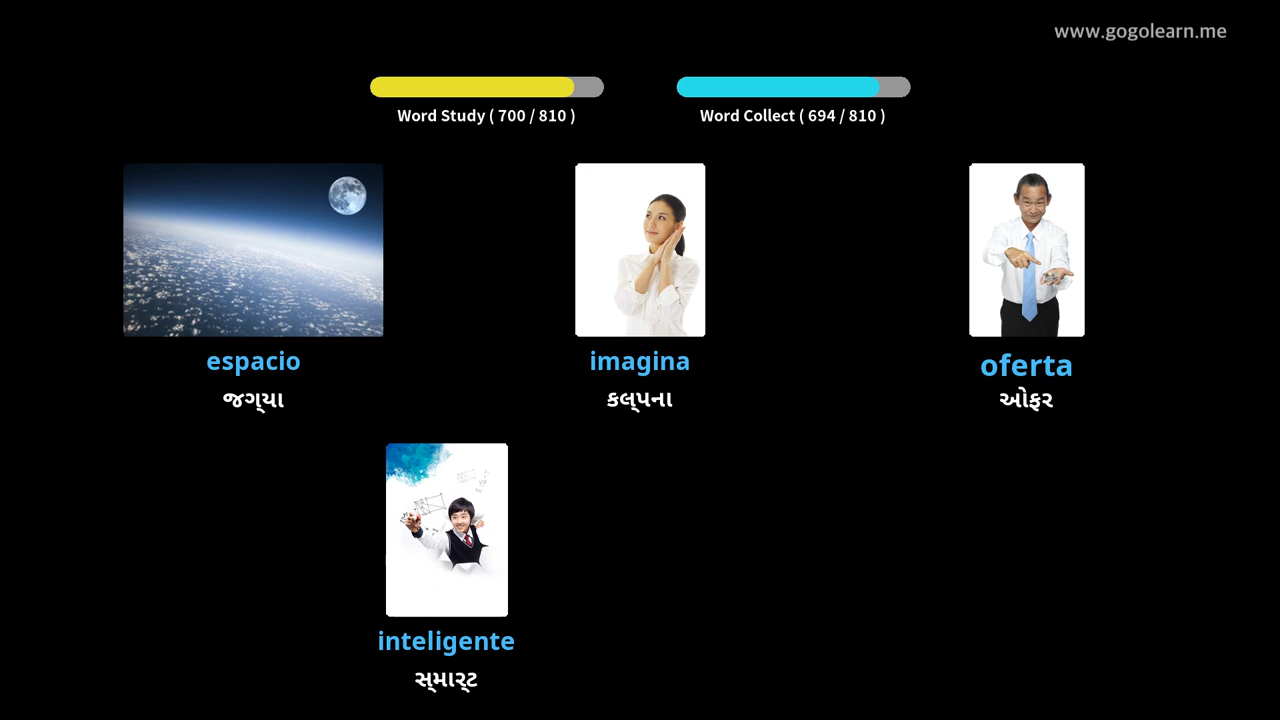 www.gogolearn.me
Word Study ( 700 / 810 )
Word Collect ( 694 / 810 )
espacio
જગ્યા
imagina
કલ્પના
oferta
ઓફર
inteligente
સ્માર્ટ